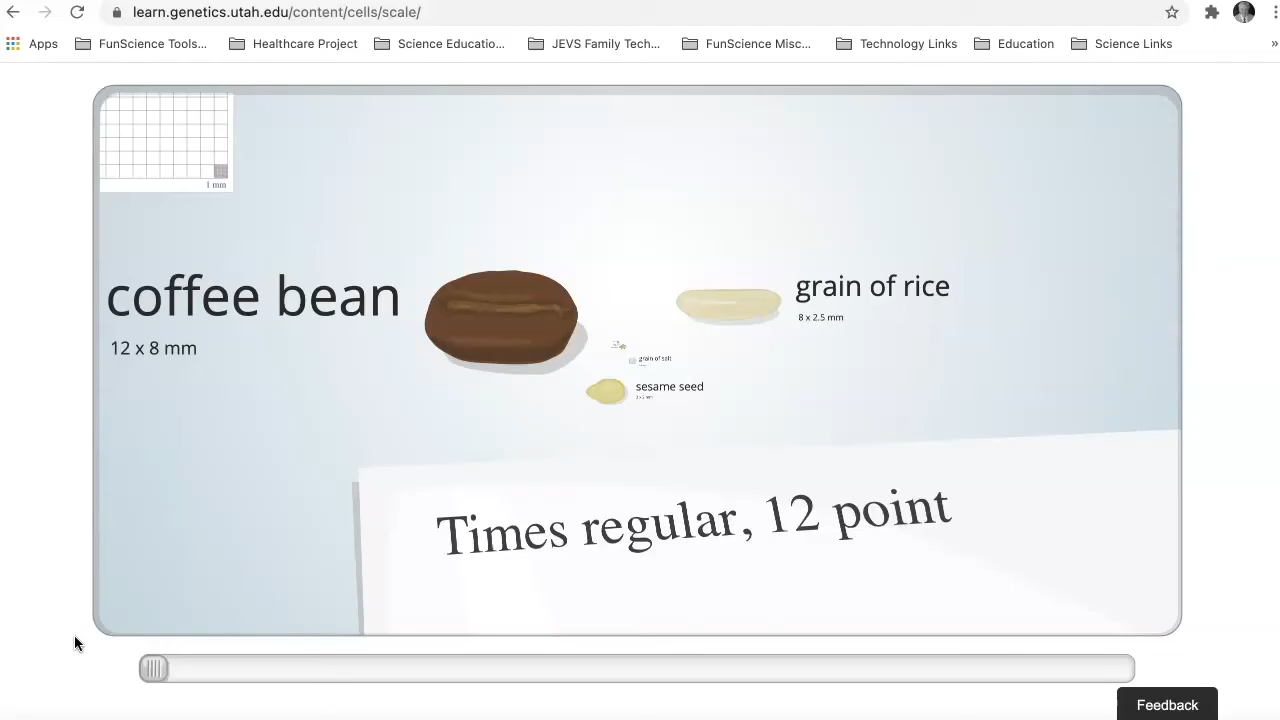 learn.genetics.utah.edu/content/cells/scale/
Apps FunScience Tools... Healthcare Project Science Educatio... JEVS Family Tech... FunScience Misc... Technology Links Education Science Links »
1 mm
coffee bean
12 x 8 mm
grain of rice
8 x 2.5 mm
grain of salt
sesame seed
Times regular, 12 point
Feedback